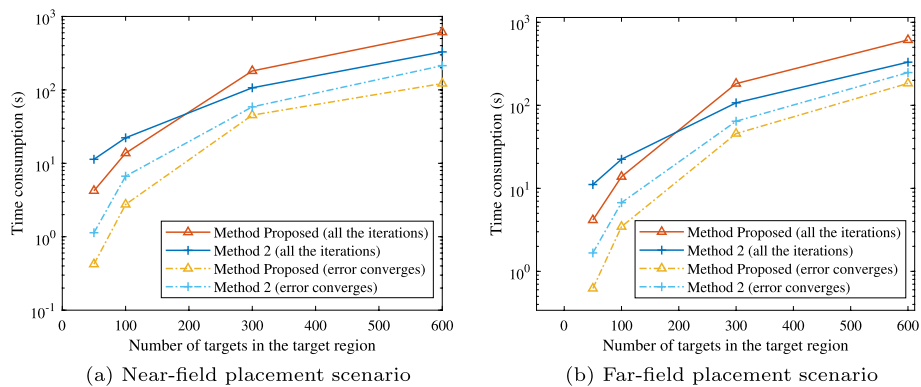 10^3
10^2
10^1
10^0
10^-1
Time consumption (s)
0 100 200 300 400 500 600
Number of targets in the target region
Method Proposed (all the iterations)
Method 2 (all the iterations)
Method Proposed (error converges)
Method 2 (error converges)
(a) Near-field placement scenario
10^3
10^2
10^1
10^0
Time consumption (s)
0 100 200 300 400 500 600
Number of targets in the target region
Method Proposed (all the iterations)
Method 2 (all the iterations)
Method Proposed (error converges)
Method 2 (error converges)
(b) Far-field placement scenario